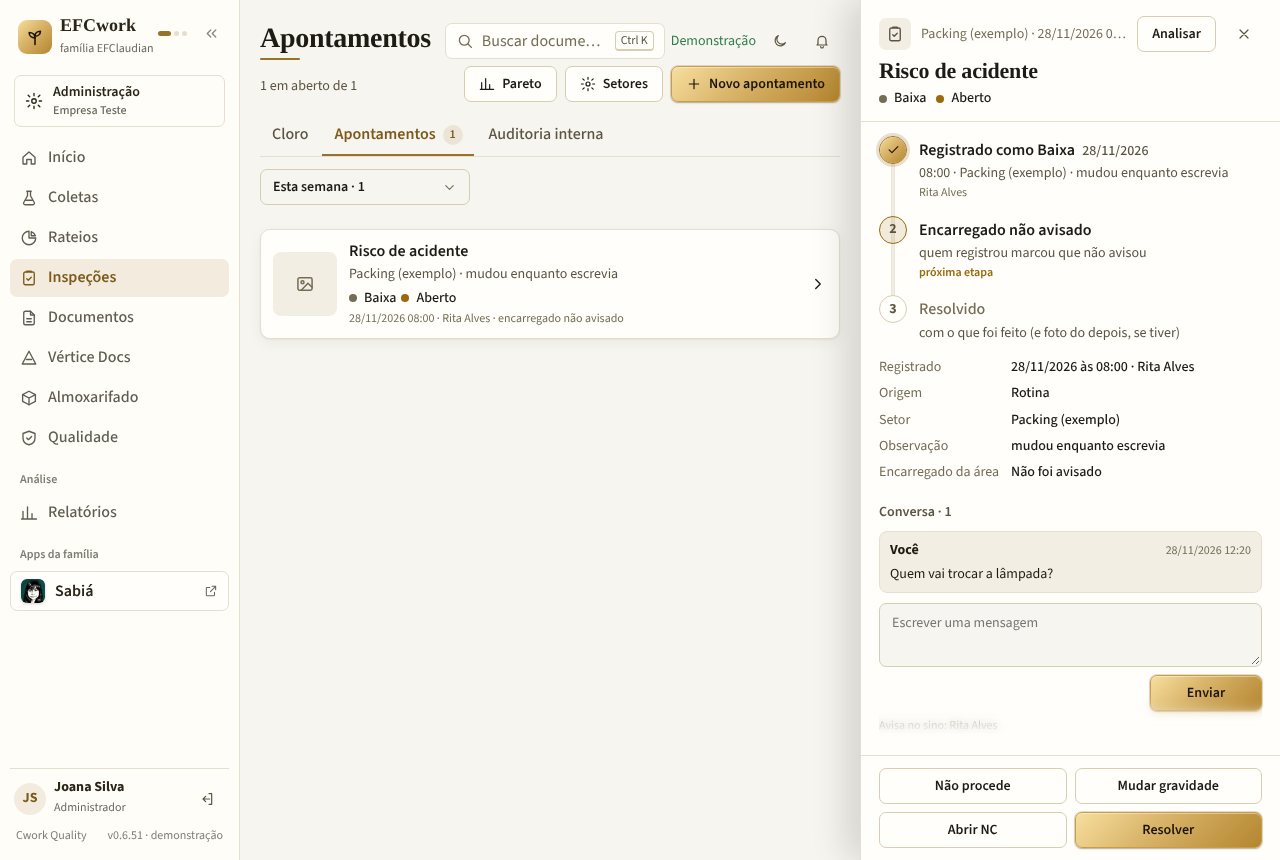 EFCwork
família EFClaudian
Administração
Empresa Teste
Início
Coletas
Rateios
Inspeções
Documentos
Vértice Docs
Almoxarifado
Qualidade
Análise
Relatórios
Apps da família
Sabiá
JS
Joana Silva
Administrador
Cwork Quality v0.6.51 · demonstração
Apontamentos
Buscar docume… Ctrl K
Demonstração
1 em aberto de 1
Pareto
Setores
Novo apontamento
Cloro
Apontamentos 1
Auditoria interna
Esta semana · 1
Risco de acidente
Packing (exemplo) · mudou enquanto escrevia
Baixa Aberto
28/11/2026 08:00 · Rita Alves · encarregado não avisado
Packing (exemplo) · 28/11/2026 0…
Analisar
Risco de acidente
Baixa Aberto
Registrado como Baixa 28/11/2026
08:00 · Packing (exemplo) · mudou enquanto escrevia
Rita Alves
2 Encarregado não avisado
quem registrou marcou que não avisou
próxima etapa
3 Resolvido
com o que foi feito (e foto do depois, se tiver)
Registrado 28/11/2026 às 08:00 · Rita Alves
Origem Rotina
Setor Packing (exemplo)
Observação mudou enquanto escrevia
Encarregado da área Não foi avisado
Conversa · 1
Você 28/11/2026 12:20
Quem vai trocar a lâmpada?
Escrever uma mensagem
Enviar
Avisa no sino: Rita Alves
Não procede
Mudar gravidade
Abrir NC
Resolver